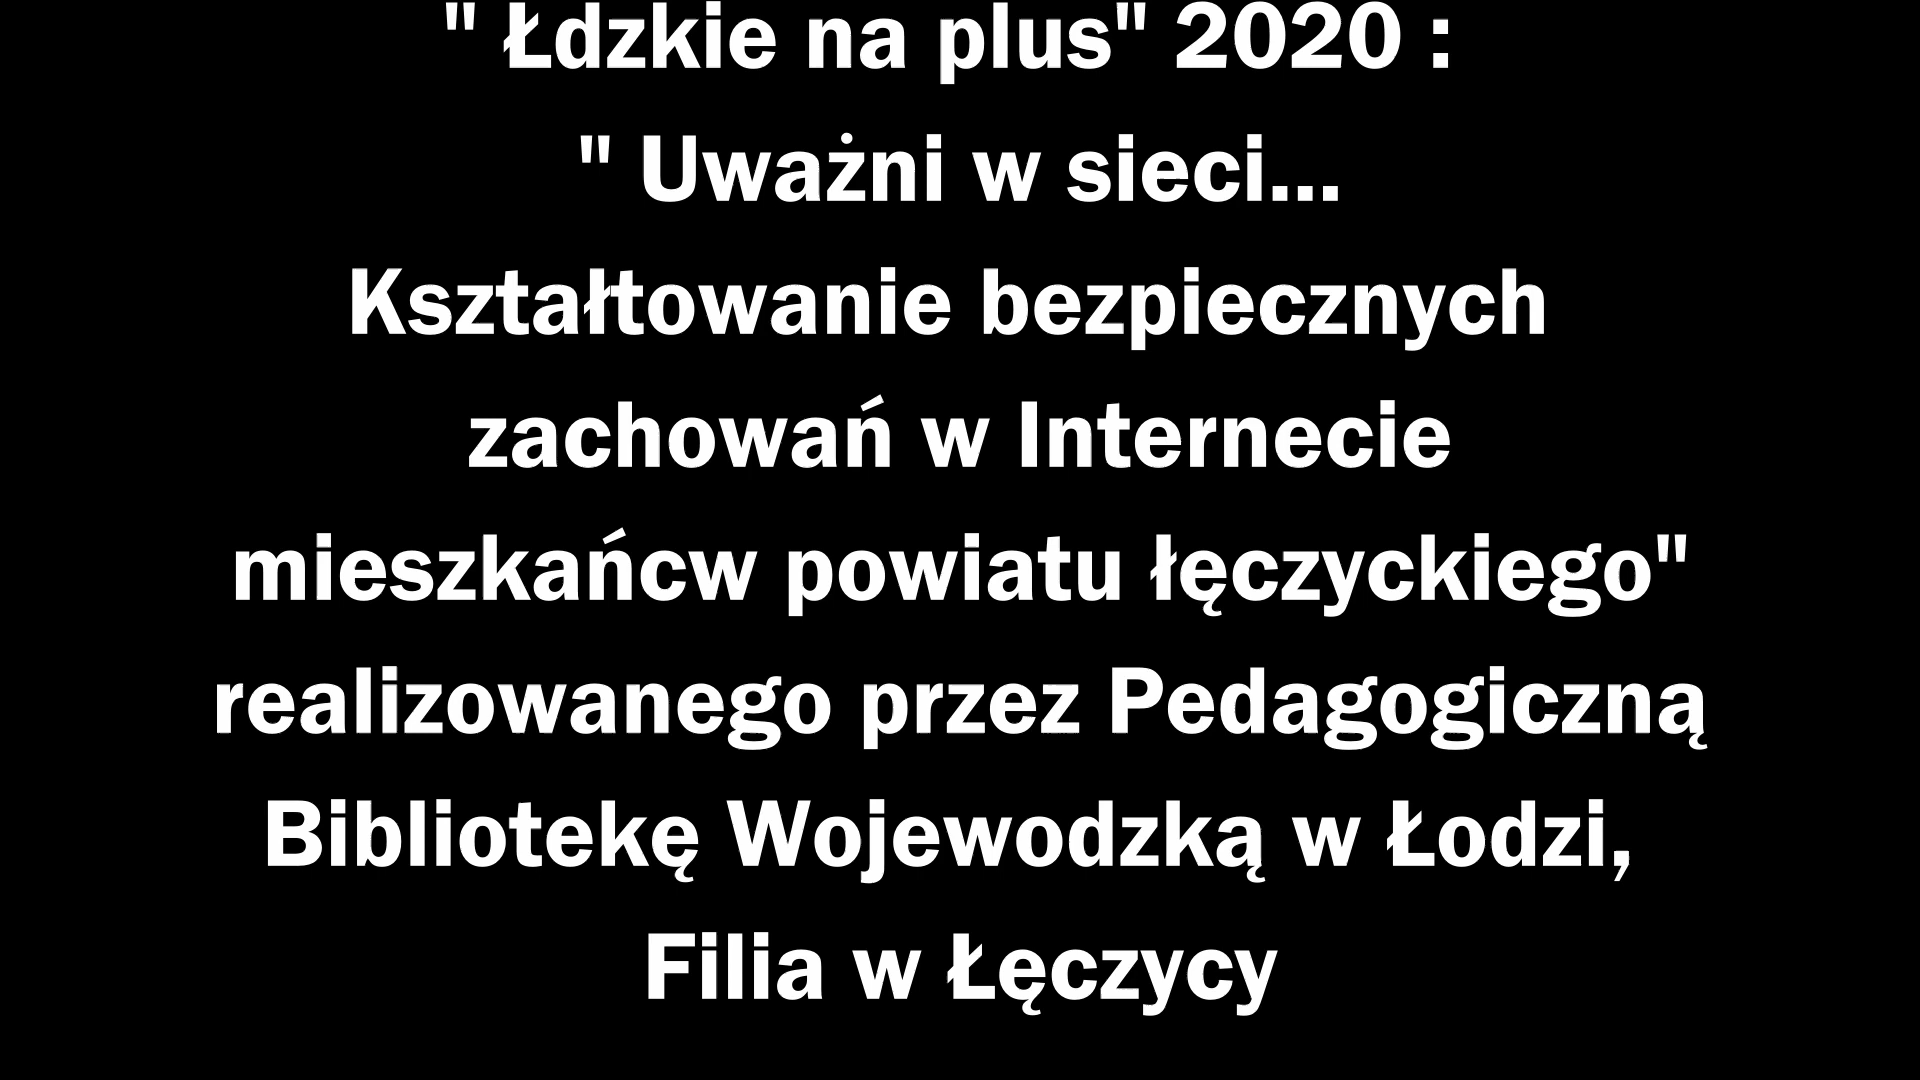 " Łdzkie na plus" 2020 :
" Uważni w sieci...
Kształtowanie bezpiecznych
zachowań w Internecie
mieszkańcw powiatu łęczyckiego"
realizowanego przez Pedagogiczną
Bibliotekę Wojewodzką w Łodzi,
Filia w Łęczycy